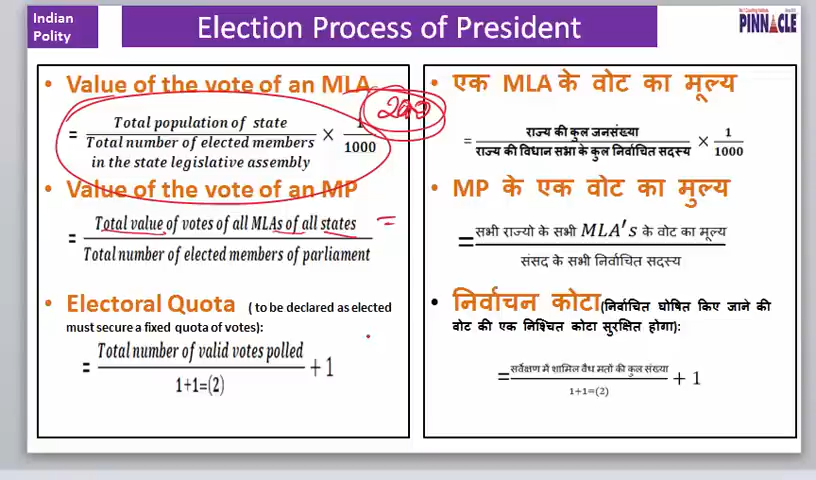 Indian
Polity
Election Process of President
PINNACLE
• Value of the vote of an MLA
= Total population of state
Total number of elected members
in the state legislative assembly
× 1
1000
• Value of the vote of an MP
= Total value of votes of all MLAs of all states =
Total number of elected members of parliament
• Electoral Quota ( to be declared as elected
must secure a fixed quota of votes):
= Total number of valid votes polled
1+1=(2)
+ 1
• एक MLA के वोट का मूल्य
= राज्य की कुल जनसंख्या
राज्य की विधान सभा के कुल निर्वाचित सदस्य
× 1
1000
• MP के एक वोट का मुल्य
= सभी राज्यो के सभी MLA's के वोट का मूल्य
संसद के सभी निर्वाचित सदस्य
• निर्वाचन कोटा(निर्वाचित घोषित किए जाने की
वोट की एक निश्चित कोटा सुरक्षित होगा):
= सर्वेक्षण में शामिल वैध मतों की कुल संख्या
1+1=(2)
+ 1